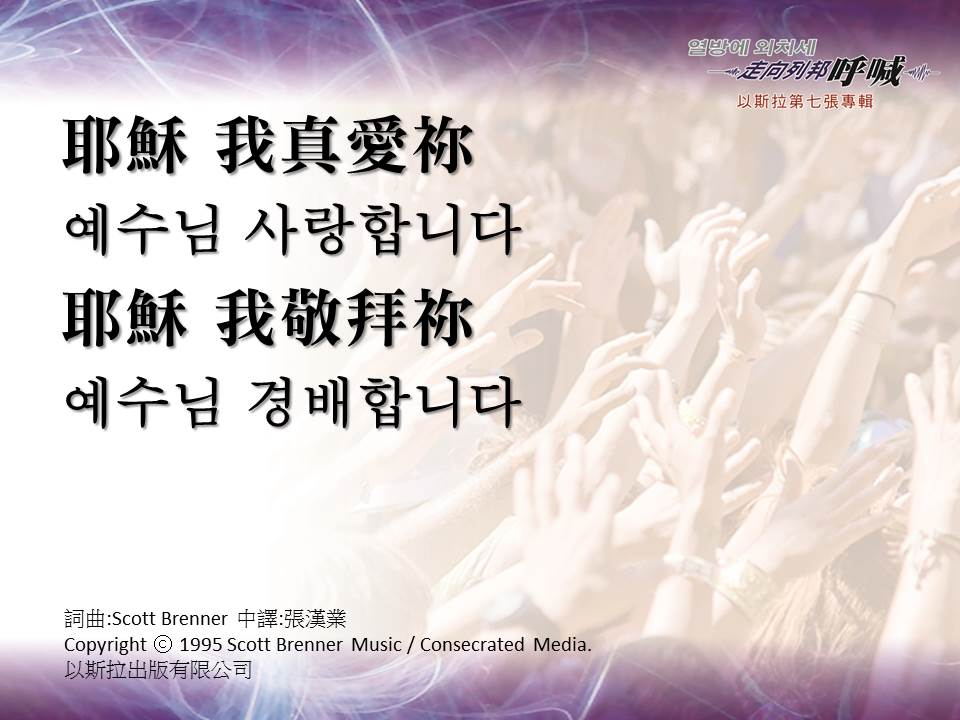 열방에 외치세
走向列邦呼喊
以斯拉第七張專輯
耶穌 我真愛祢
예수님 사랑합니다
耶穌 我敬拜祢
예수님 경배합니다
詞曲:Scott Brenner 中譯:張漢業
Copyright ⓒ 1995 Scott Brenner Music / Consecrated Media.
以斯拉出版有限公司